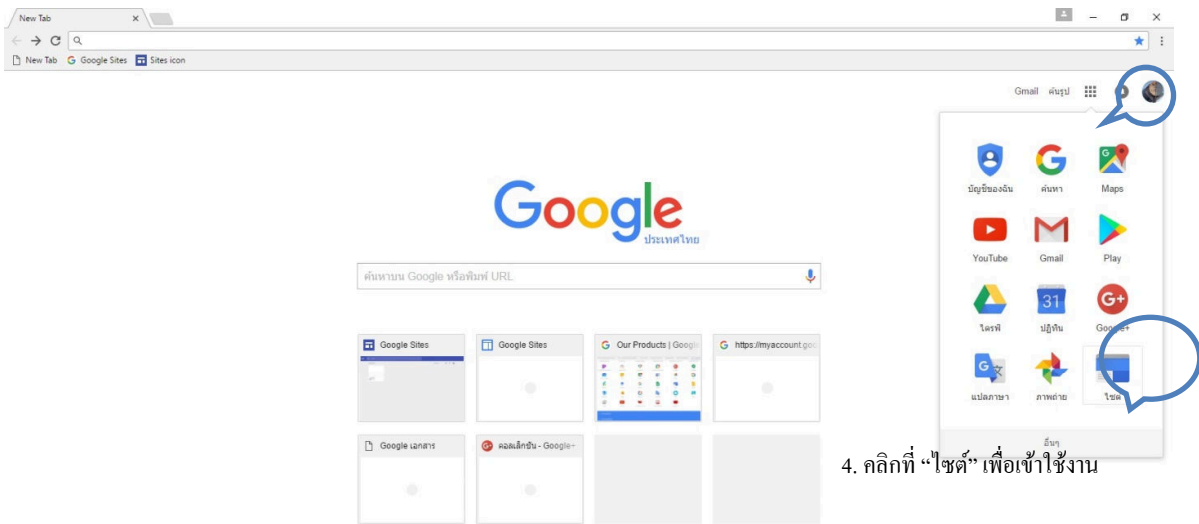 New Tab
New Tab Google Sites Sites icon
Gmail ค้นรูป
Google
ประเทศไทย
ค้นหาบน Google หรือพิมพ์ URL
บัญชีของฉัน ค้นหา Maps
YouTube Gmail Play
31
G+
ไดรฟ์ ปฏิทิน Google+
แปลภาษา ภาพถ่าย ไซต์
อื่นๆ
Google Sites Google Sites Our Products | Googl https://myaccount.goo
Google เอกสาร คอลเล็กชัน - Google+
4. คลิกที่ “ไซต์” เพื่อเข้าใช้งาน